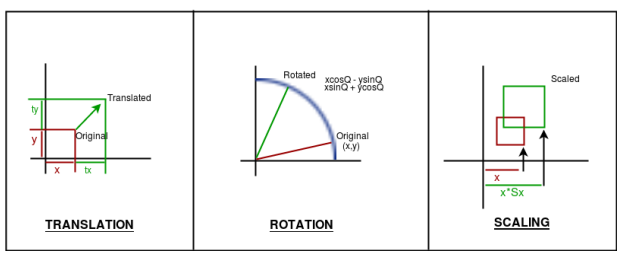 Translated
ty
Original
y
x
tx
TRANSLATION
Rotated
xcosQ - ysinQ
xsinQ + ycosQ
Original
(x,y)
ROTATION
Scaled
x
x*Sx
SCALING